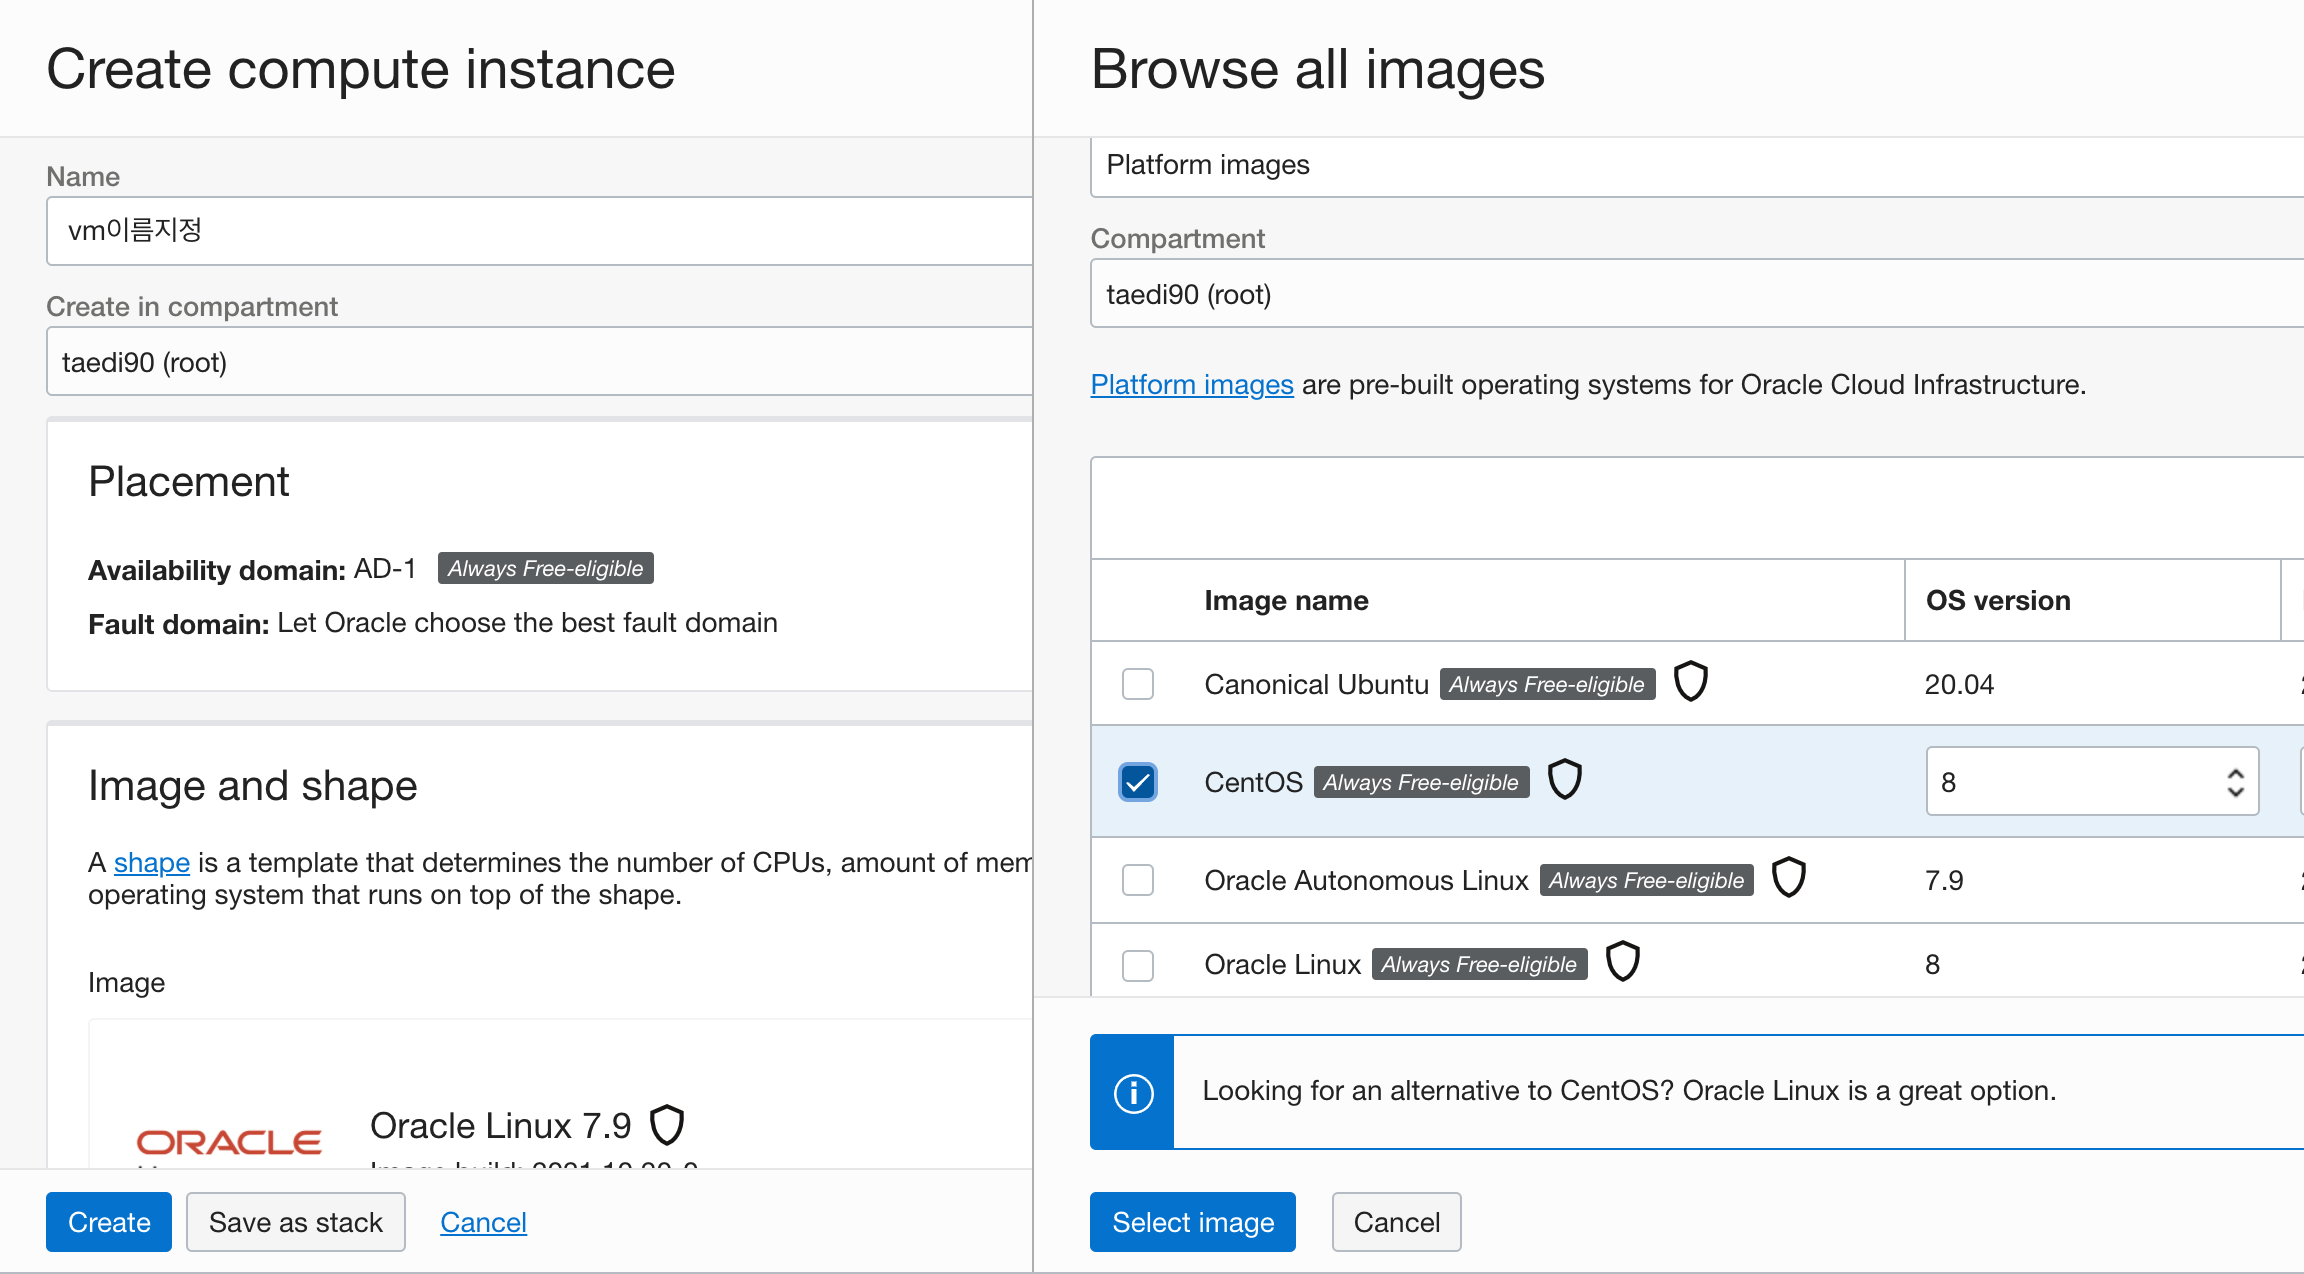 Create compute instance
Name
vm이름지정
Create in compartment
taedi90 (root)
Placement
Availability domain: AD-1 Always Free-eligible
Fault domain: Let Oracle choose the best fault domain
Image and shape
A shape is a template that determines the number of CPUs, amount of mem
operating system that runs on top of the shape.
Image
ORACLE
Oracle Linux 7.9
Create
Save as stack
Cancel
Browse all images
Platform images
Compartment
taedi90 (root)
Platform images are pre-built operating systems for Oracle Cloud Infrastructure.
Image name
OS version
Canonical Ubuntu Always Free-eligible 20.04
CentOS Always Free-eligible 8
Oracle Autonomous Linux Always Free-eligible 7.9
Oracle Linux Always Free-eligible 8
Looking for an alternative to CentOS? Oracle Linux is a great option.
Select image
Cancel